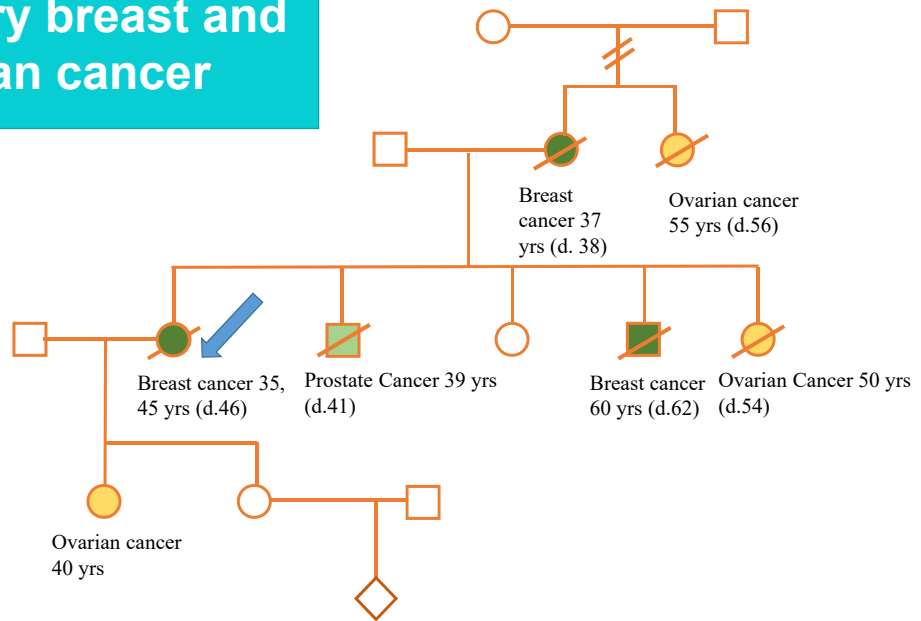 ry breast and
an cancer
Breast
cancer 37
yrs (d. 38)
Ovarian cancer
55 yrs (d.56)
Breast cancer 35,
45 yrs (d.46)
Prostate Cancer 39 yrs
(d.41)
Breast cancer
60 yrs (d.62)
Ovarian Cancer 50 yrs
(d.54)
Ovarian cancer
40 yrs